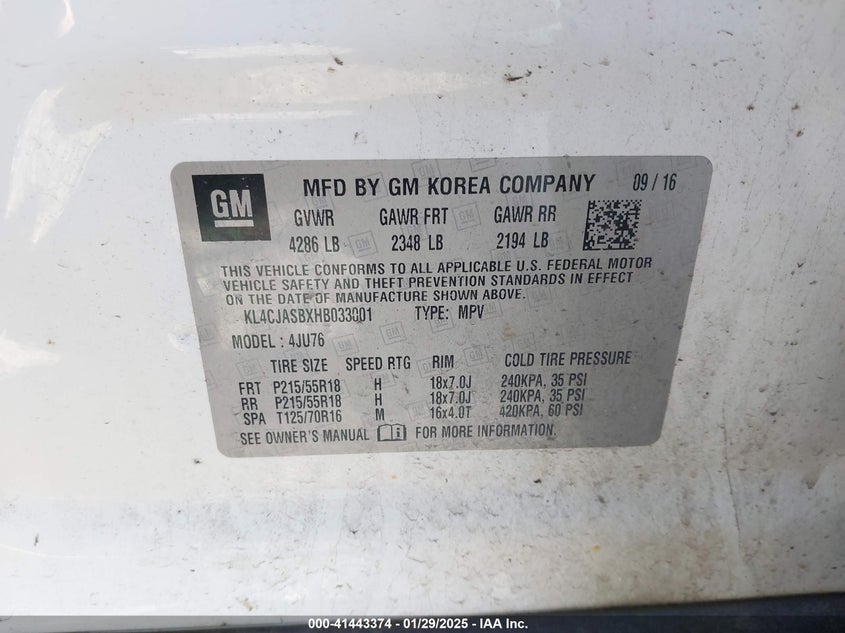 GM MFD BY GM KOREA COMPANY 09 / 16
GVWR GAWR FRT GAWR RR
4286 LB 2348 LB 2194 LB
THIS VEHICLE CONFORMS TO ALL APPLICABLE U.S. FEDERAL MOTOR
VEHICLE SAFETY AND THEFT PREVENTION STANDARDS IN EFFECT
ON THE DATE OF MANUFACTURE SHOWN ABOVE.
KL4CJASBXHB033001 TYPE: MPV
MODEL : 4JU76
TIRE SIZE SPEED RTG RIM COLD TIRE PRESSURE
FRT P215/55R18 H 18x7.0J 240KPA, 35 PSI
RR P215/55R18 H 18x7.0J 240KPA, 35 PSI
SPA T125/70R16 M 16x4.0T 420KPA, 60 PSI
SEE OWNER'S MANUAL FOR MORE INFORMATION.
000-41443374 - 01/29/2025 - IAA Inc.